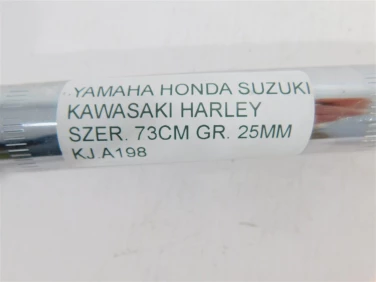 YAMAHA HONDA SUZUKI
KAWASAKI HARLEY
SZER. 73CM GR. 25MM
KJ.A198